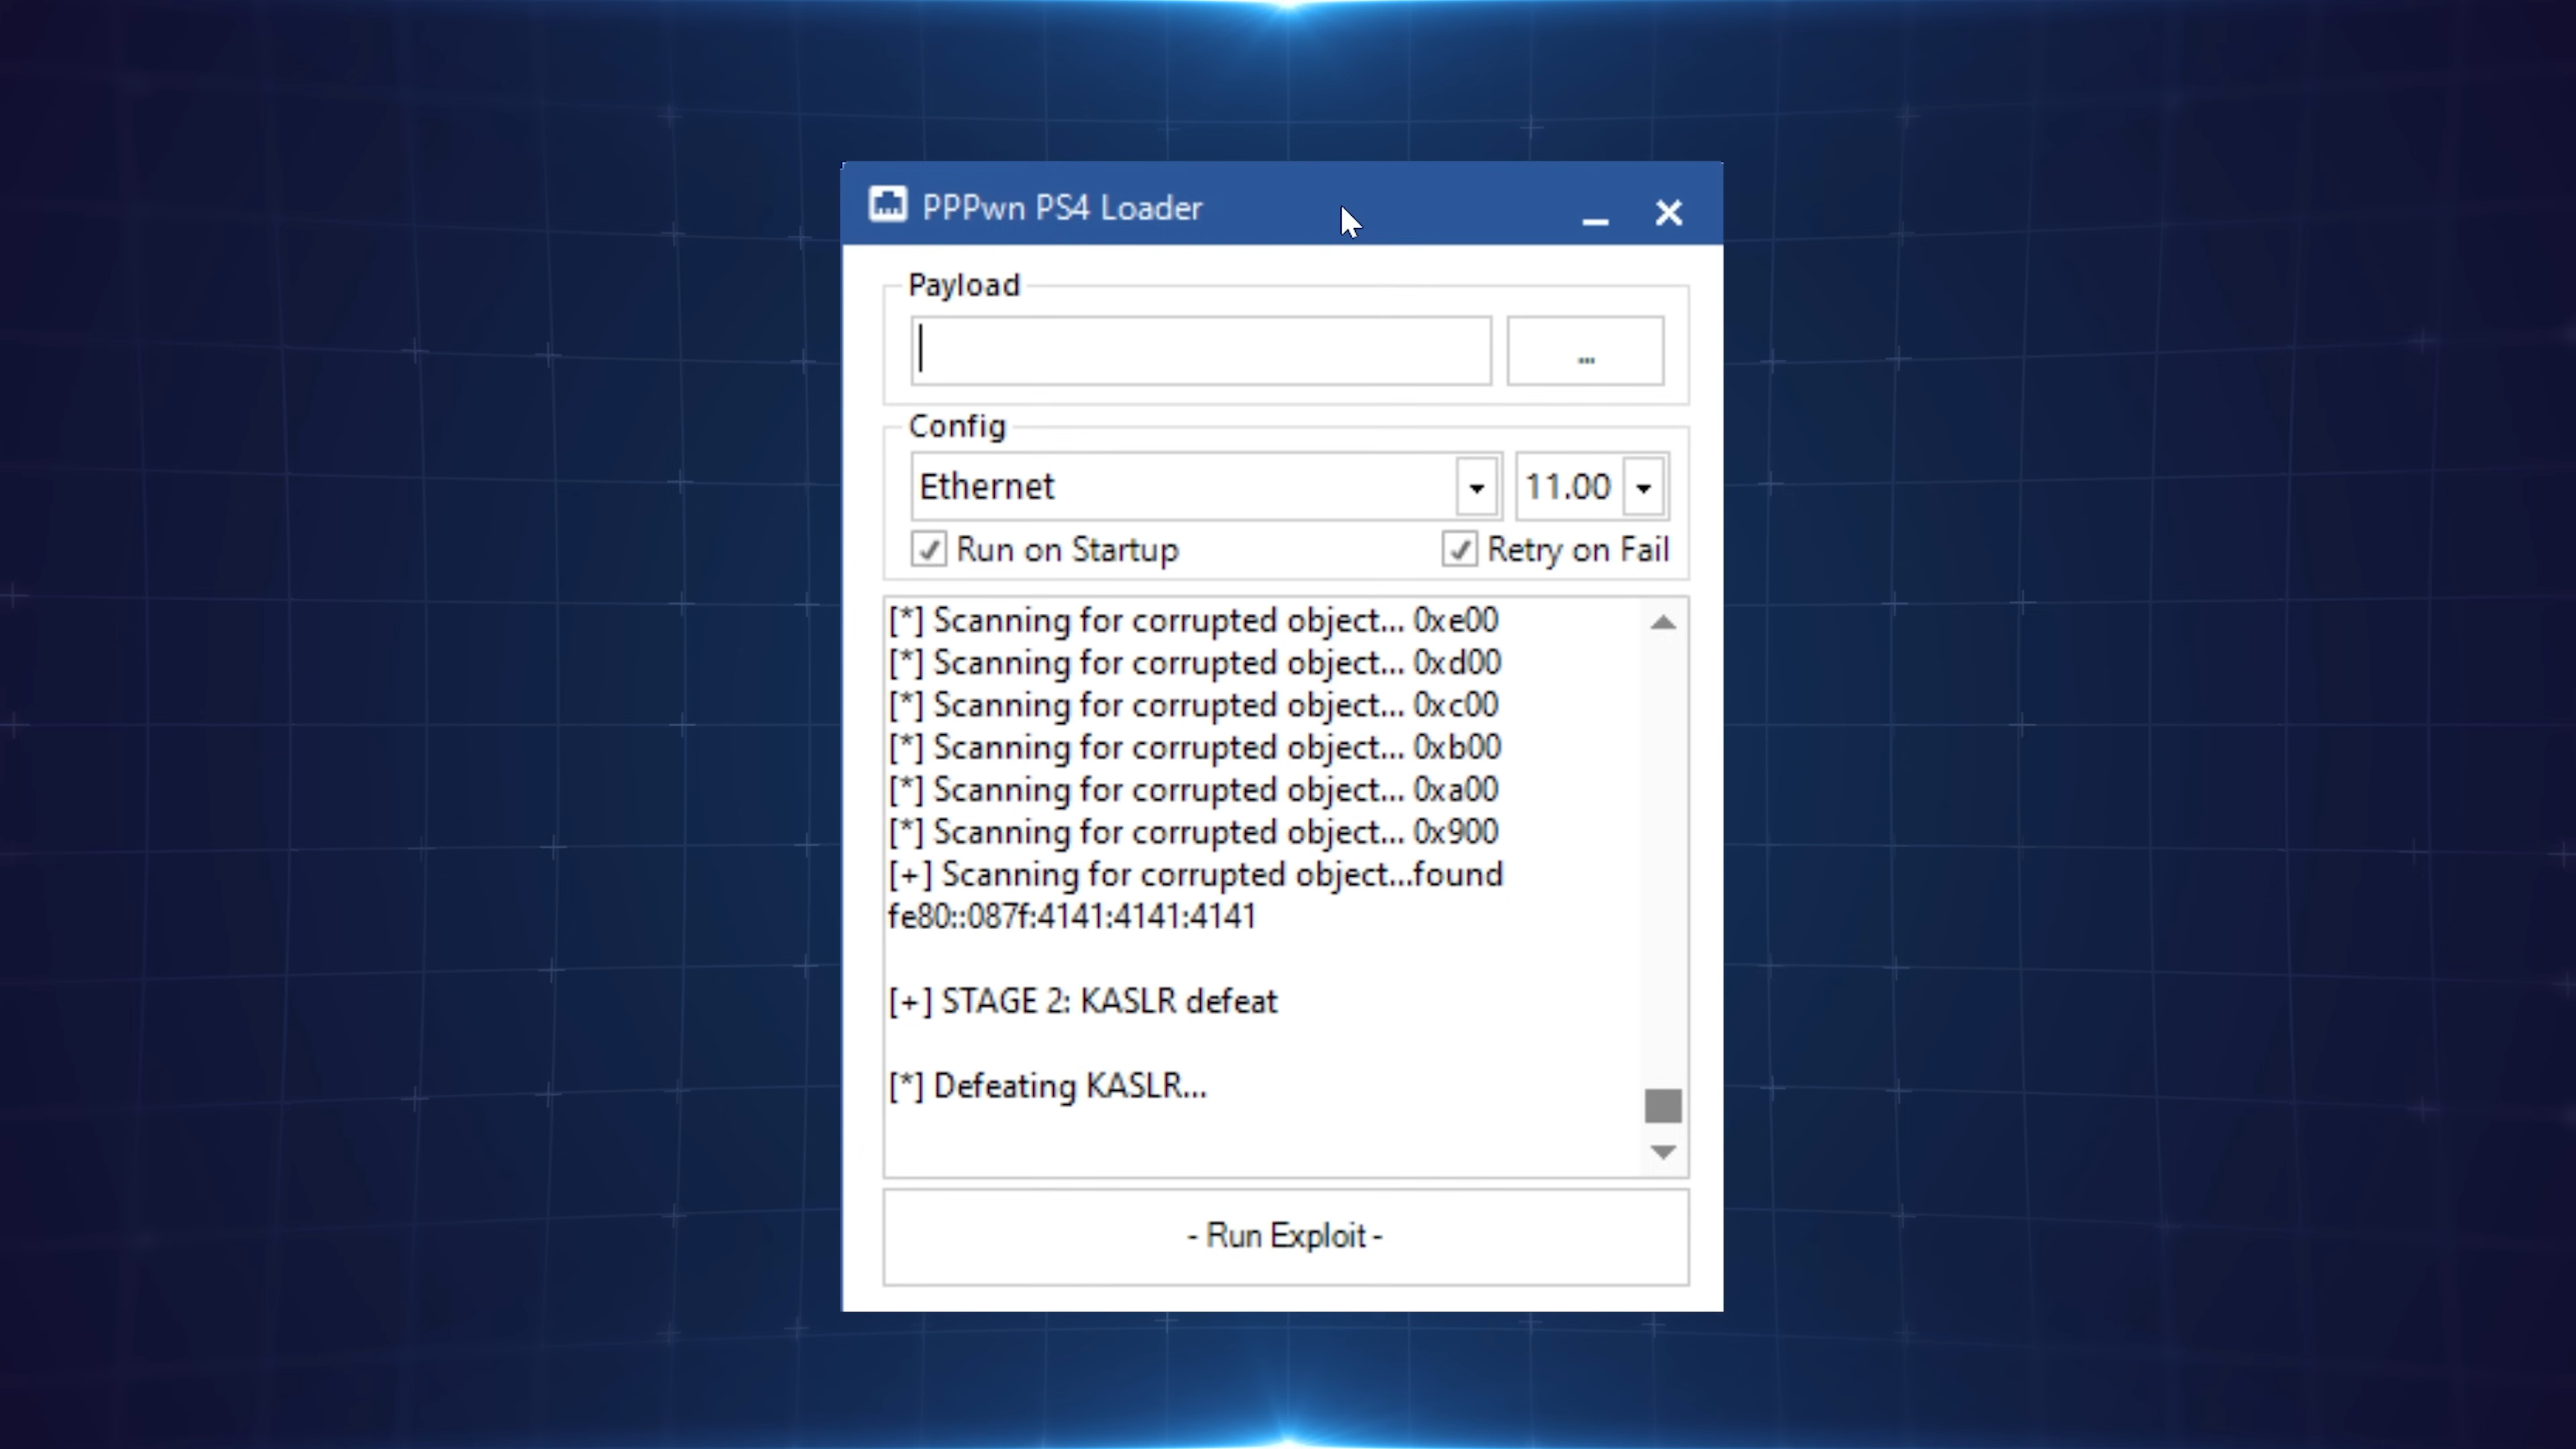 PPPwn PS4 Loader
Payload
...
Config
Ethernet
11.00
Run on Startup
Retry on Fail
[*] Scanning for corrupted object... 0xe00
[*] Scanning for corrupted object... 0xd00
[*] Scanning for corrupted object... 0xc00
[*] Scanning for corrupted object... 0xb00
[*] Scanning for corrupted object... 0xa00
[*] Scanning for corrupted object... 0x900
[+] Scanning for corrupted object...found
fe80::087f:4141:4141:4141
[+] STAGE 2: KASLR defeat
[*] Defeating KASLR...
- Run Exploit -